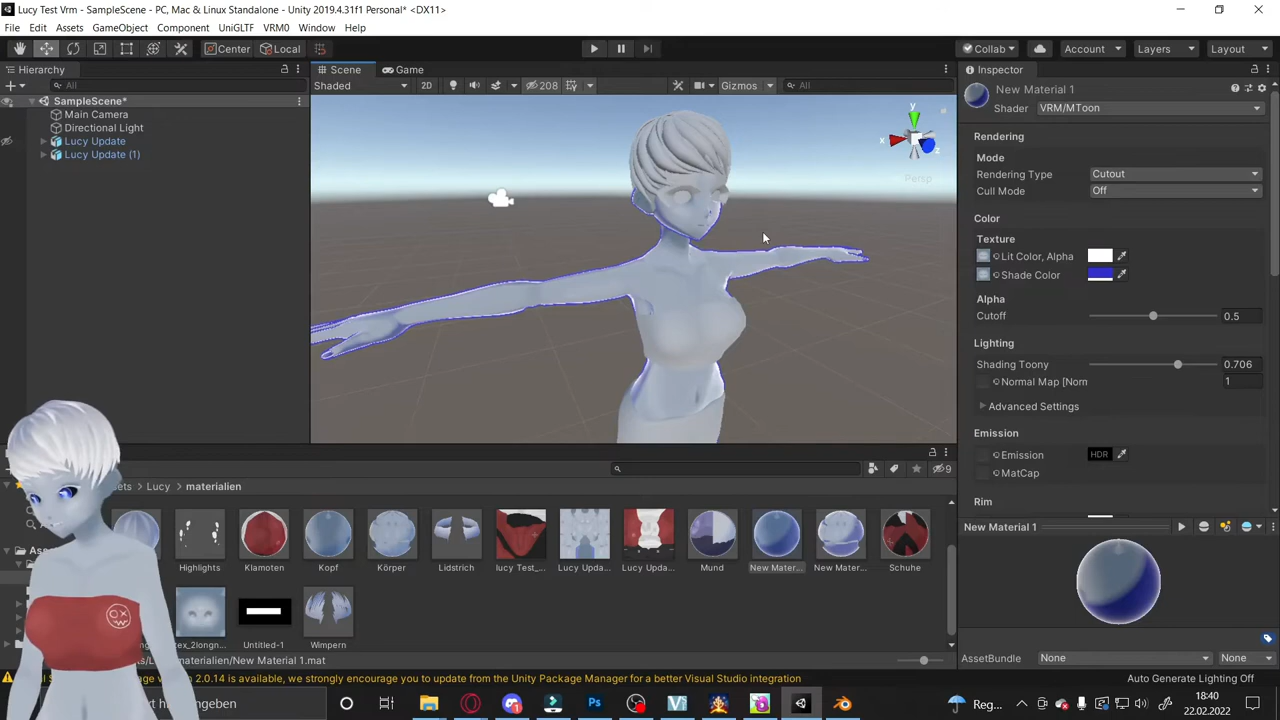 Lucy Test Vrm - SampleScene - PC, Mac & Linux Standalone - Unity 2019.4.31f1 Personal* <DX11>
File Edit Assets GameObject Component UniGLTF VRM0 Window Help
Center Local Collab Account Layers Layout
Hierarchy
All
SampleScene*
Main Camera
Directional Light
Lucy Update
Lucy Update (1)
Scene Game
Shaded 2D 208 Gizmos All
y
x
z
Persp
Inspector
New Material 1
Shader VRM/MToon
Rendering
Mode
Rendering Type Cutout
Cull Mode Off
Color
Texture
Lit Color, Alpha
Shade Color
Alpha
Cutoff 0.5
Lighting
Shading Toony 0.706
Normal Map [Nom 1
Advanced Settings
Emission
Emission HDR
MatCap
Rim
New Material 1
AssetBundle None None
Auto Generate Lighting Off
9
Lucy materialien
Highlights Klamoten Kopf Körper Lidstrich lucy Test_... Lucy Upda... Lucy Upda... Mund New Mater... New Mater... Schuhe
Untitled-1 Wimpern
materialien/New Material 1.mat
2.0.14 is available, we strongly encourage you to update from the Unity Package Manager for a better Visual Studio integration
eingeben
Ps
Reg...
18:40
22.02.2022